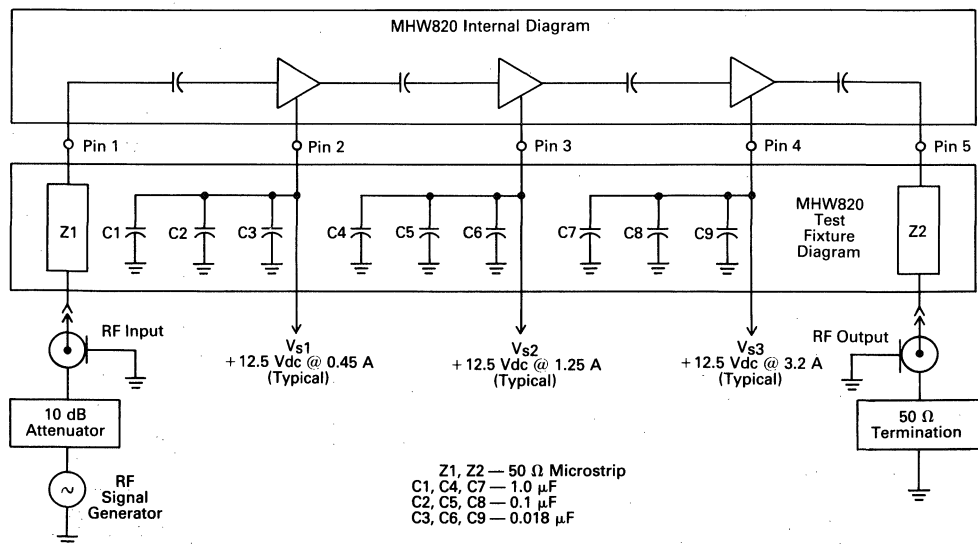 MHW820 Internal Diagram
Pin 1
Pin 2
Pin 3
Pin 4
Pin 5
Z1
C1
C2
C3
C4
C5
C6
C7
C8
C9
MHW820
Test
Fixture
Diagram
Z2
RF Input
Vs1
+12.5 Vdc @ 0.45 A
(Typical)
Vs2
+12.5 Vdc @ 1.25 A
(Typical)
Vs3
+12.5 Vdc @ 3.2 A
(Typical)
RF Output
10 dB
Attenuator
50 Ω
Termination
RF
Signal
Generator
Z1, Z2 — 50 Ω Microstrip
C1, C4, C7 — 1.0 µF
C2, C5, C8 — 0.1 µF
C3, C6, C9 — 0.018 µF